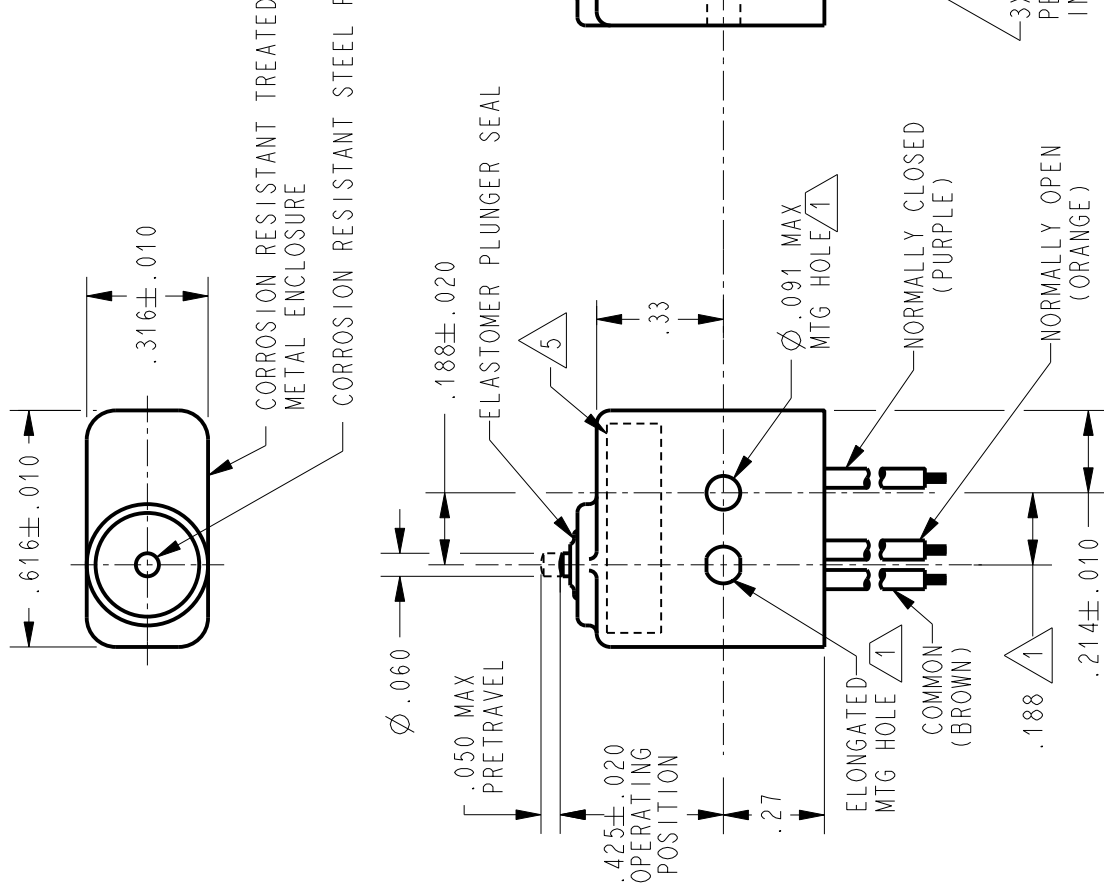 .616±.010
.316±.010
CORROSION RESISTANT TREATED
METAL ENCLOSURE
CORROSION RESISTANT STEEL
Ø.060
.188±.020
ELASTOMER PLUNGER SEAL
5
.050 MAX
PRETRAVEL
.425±.020
OPERATING
POSITION
.33
.27
Ø.091 MAX
MTG HOLE 1
ELONGATED
MTG HOLE 1
NORMALLY CLOSED
(PURPLE)
NORMALLY OPEN
(ORANGE)
COMMON
(BROWN)
.188 1
.214±.010
3X